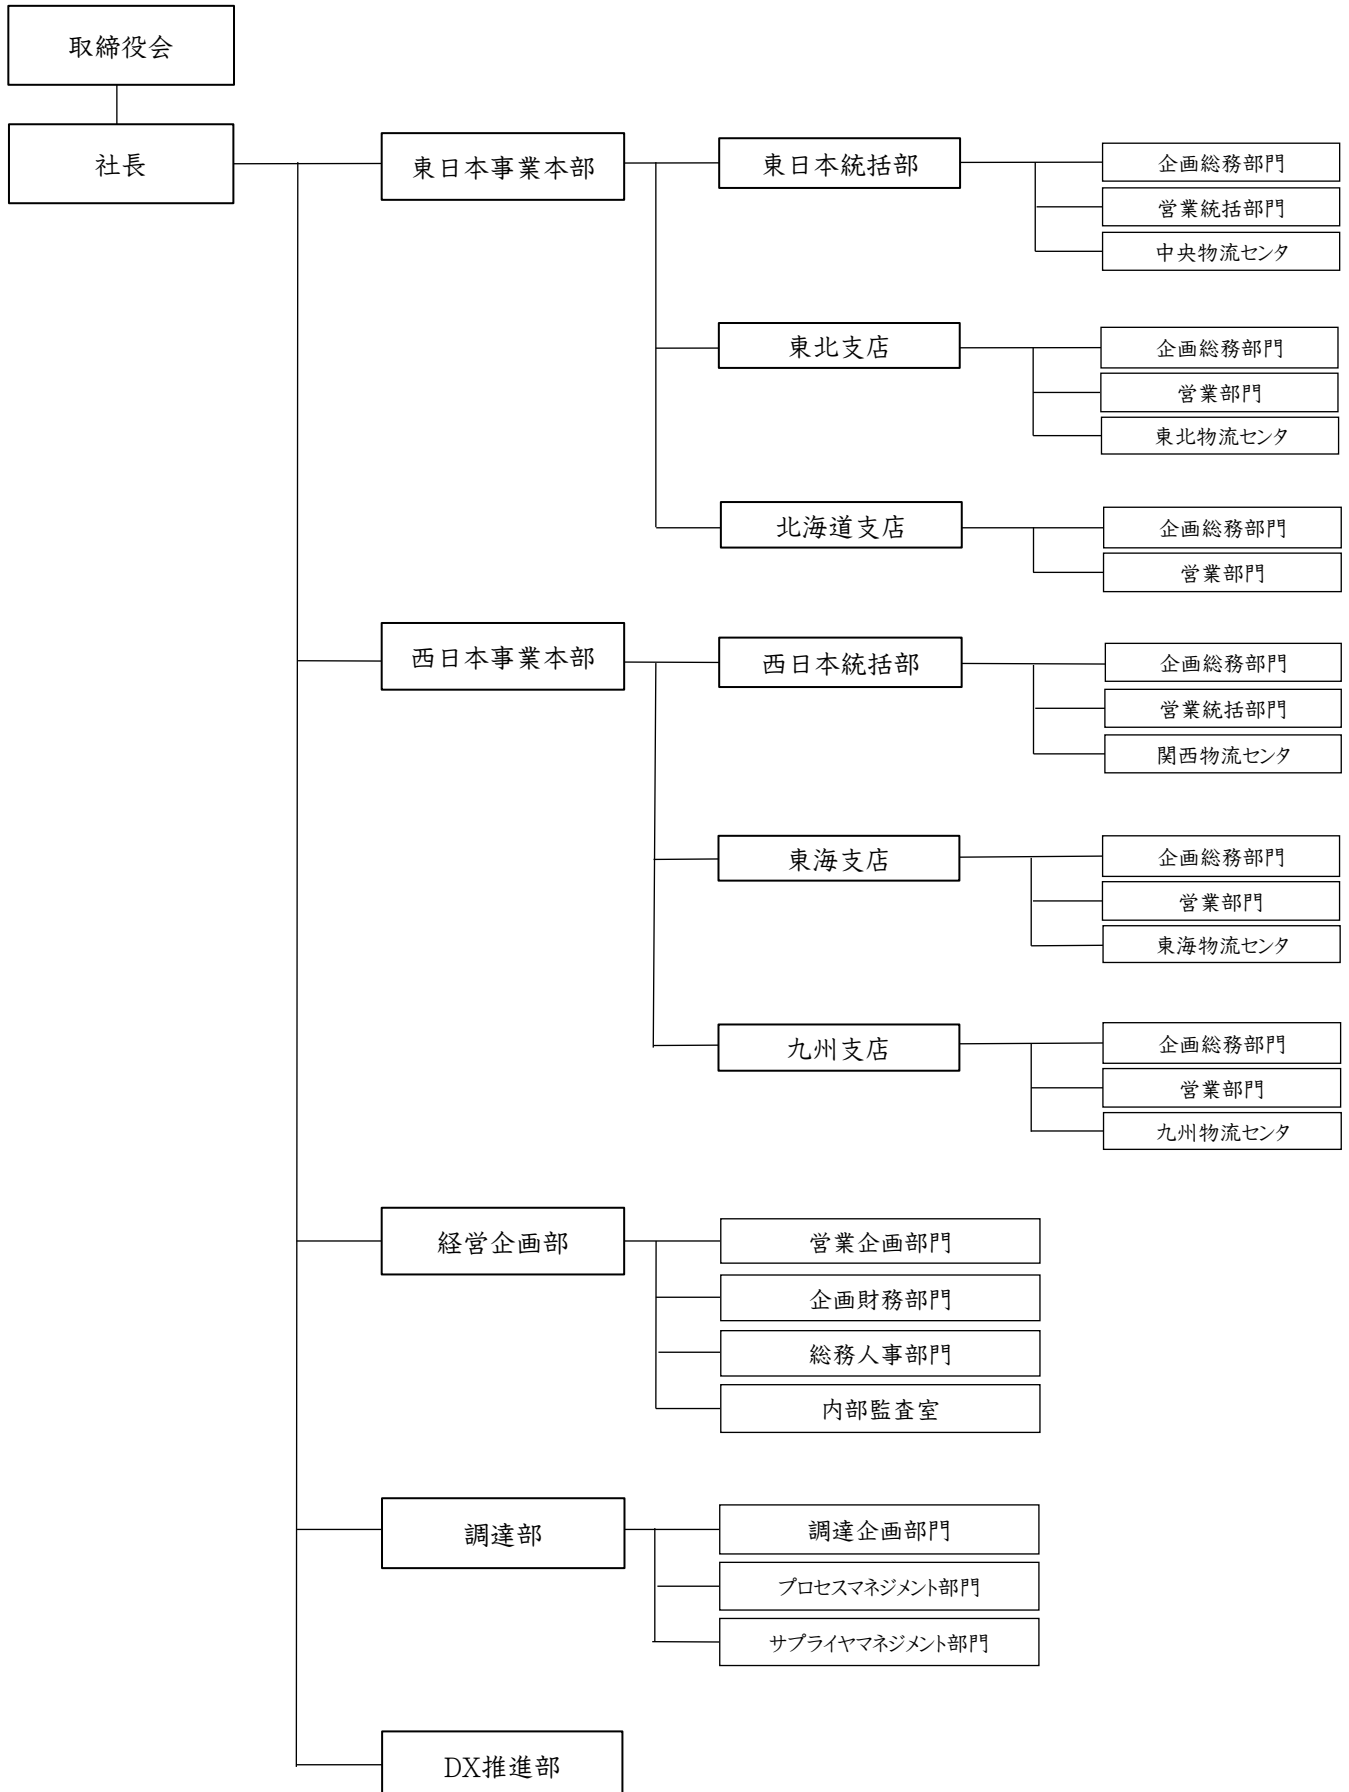 取締役会
社長
東日本事業本部
東日本統括部
企画総務部門
営業統括部門
中央物流センタ
東北支店
企画総務部門
営業部門
東北物流センタ
北海道支店
企画総務部門
営業部門
西日本事業本部
西日本統括部
企画総務部門
営業統括部門
関西物流センタ
東海支店
企画総務部門
営業部門
東海物流センタ
九州支店
企画総務部門
営業部門
九州物流センタ
経営企画部
営業企画部門
企画財務部門
総務人事部門
内部監査室
調達部
調達企画部門
プロセスマネジメント部門
サプライヤマネジメント部門
DX推進部